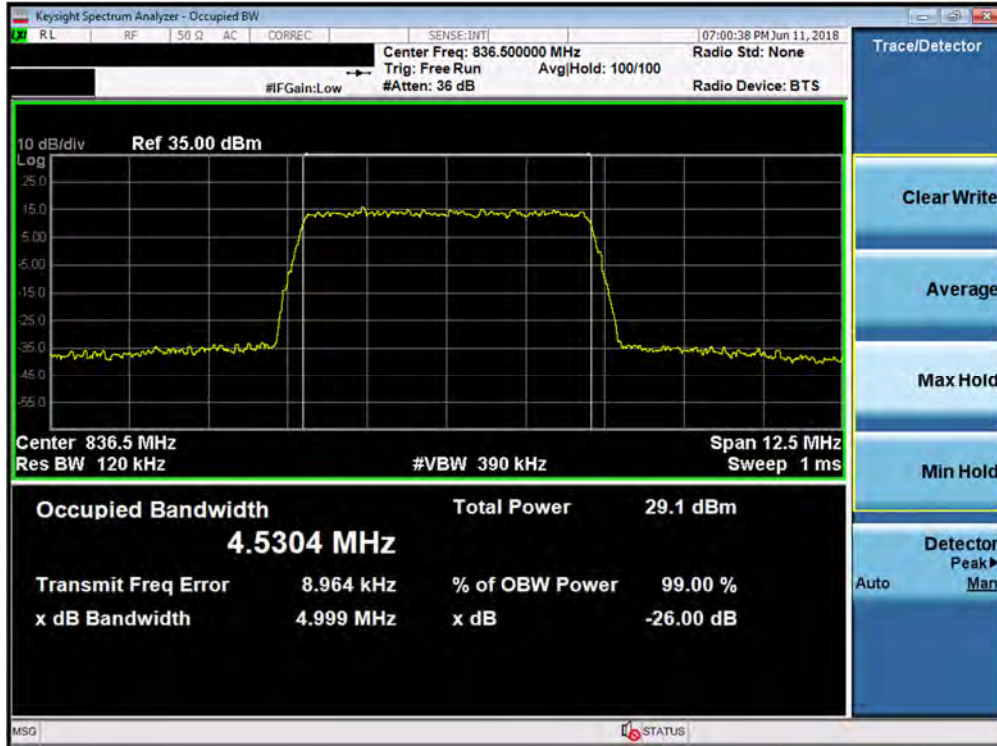 Keysight Spectrum Analyzer - Occupied BW
LXI RL RF 50 Ω AC CORREC SENSE:INT 07:00:38 PM Jun 11, 2018
Center Freq: 836.500000 MHz Radio Std: None Trace/Detector
Trig: Free Run Avg|Hold: 100/100
#IFGain:Low #Atten: 36 dB Radio Device: BTS
10 dB/div Ref 35.00 dBm
Log
25.0
15.0
5.00
-5.00
-15.0
-25.0
-35.0
-45.0
-55.0
Center 836.5 MHz Span 12.5 MHz
Res BW 120 kHz #VBW 390 kHz Sweep 1 ms
Occupied Bandwidth Total Power 29.1 dBm
4.5304 MHz
Transmit Freq Error 8.964 kHz % of OBW Power 99.00 %
x dB Bandwidth 4.999 MHz x dB -26.00 dB
Clear Write
Average
Max Hold
Min Hold
Detector
Peak▶
Auto Man
MSG STATUS